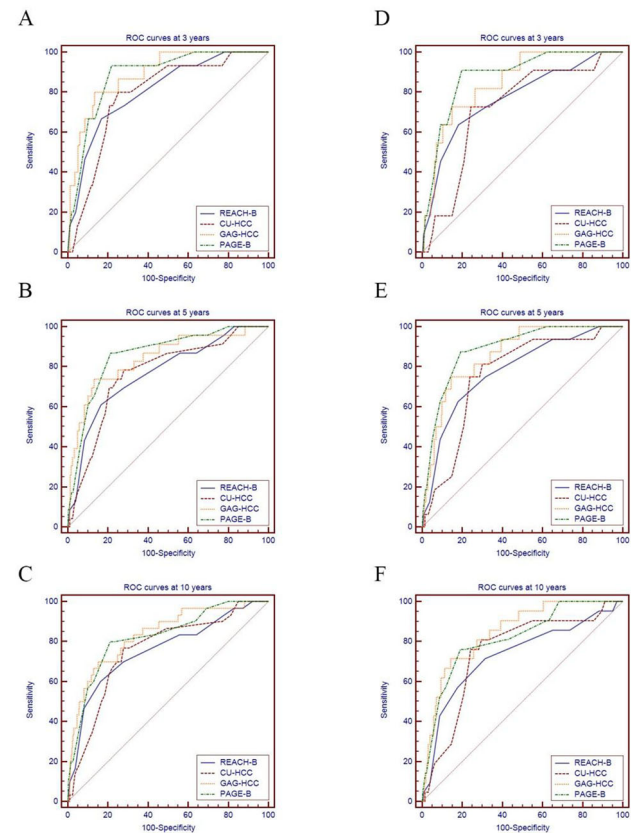 A
ROC curves at 3 years
100
80
60
40
20
0
Sensitivity
REACH-B
CU-HCC
GAG-HCC
PAGE-B
0 20 40 60 80 100
100-Specificity
D
ROC curves at 3 years
100
80
60
40
20
0
Sensitivity
REACH-B
CU-HCC
GAG-HCC
PAGE-B
0 20 40 60 80 100
100-Specificity
B
ROC curves at 5 years
100
80
60
40
20
0
Sensitivity
REACH-B
CU-HCC
GAG-HCC
PAGE-B
0 20 40 60 80 100
100-Specificity
E
ROC curves at 5 years
100
80
60
40
20
0
Sensitivity
REACH-B
CU-HCC
GAG-HCC
PAGE-B
0 20 40 60 80 100
100-Specificity
C
ROC curves at 10 years
100
80
60
40
20
0
Sensitivity
REACH-B
CU-HCC
GAG-HCC
PAGE-B
0 20 40 60 80 100
100-Specificity
F
ROC curves at 10 years
100
80
60
40
20
0
Sensitivity
REACH-B
CU-HCC
GAG-HCC
PAGE-B
0 20 40 60 80 100
100-Specificity